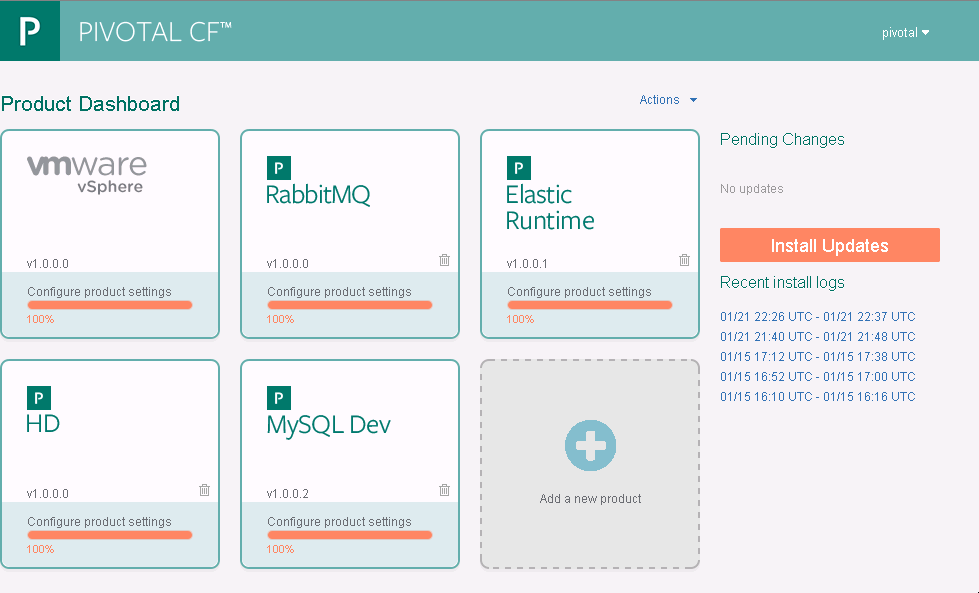 P PIVOTAL CF™
pivotal
Product Dashboard
Actions
vmware
vSphere
v1.0.0.0
Configure product settings
100%
P
RabbitMQ
v1.0.0.0
Configure product settings
100%
P
Elastic
Runtime
v1.0.0.1
Configure product settings
100%
P
HD
v1.0.0.0
Configure product settings
100%
P
MySQL Dev
v1.0.0.2
Configure product settings
100%
Add a new product
Pending Changes
No updates
Install Updates
Recent install logs
01/21 22:26 UTC - 01/21 22:37 UTC
01/21 21:40 UTC - 01/21 21:48 UTC
01/15 17:12 UTC - 01/15 17:38 UTC
01/15 16:52 UTC - 01/15 17:00 UTC
01/15 16:10 UTC - 01/15 16:16 UTC